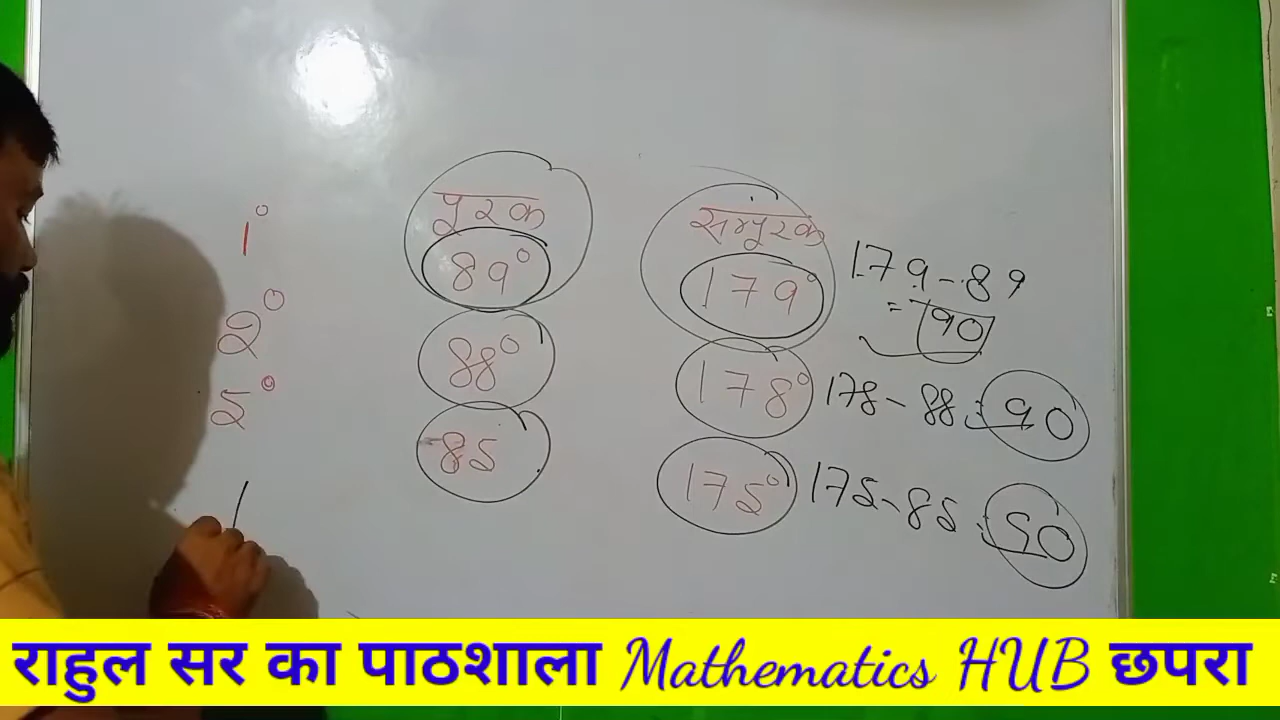 पूरक सम्पूरक
1° 89° 179° 179-89
= 90
2° 88° 178° 178-88 = 90
5° 85 175° 175-85 = 90
राहुल सर का पाठशाला Mathematics HUB छपरा